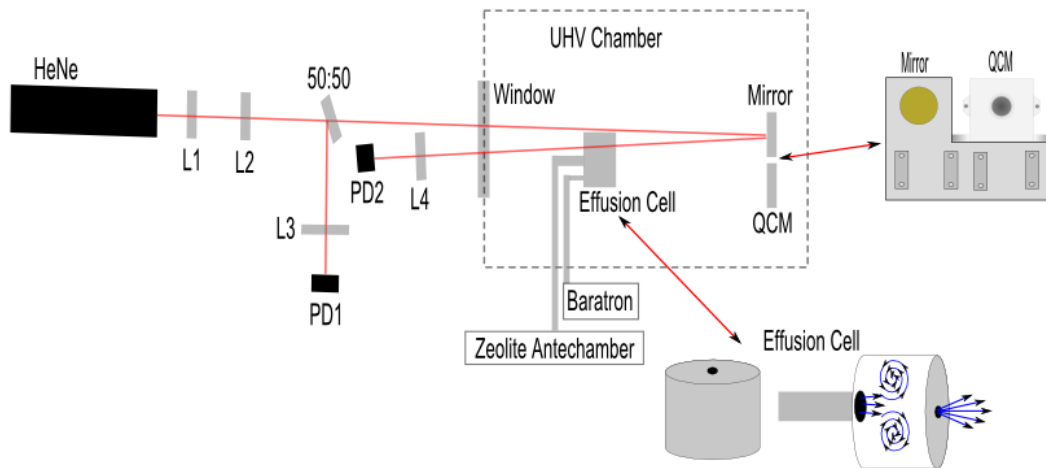 HeNe
L1
L2
50:50
PD2
L4
L3
PD1
UHV Chamber
Window
Mirror
Effusion Cell
QCM
Baratron
Zeolite Antechamber
Mirror
QCM
Effusion Cell